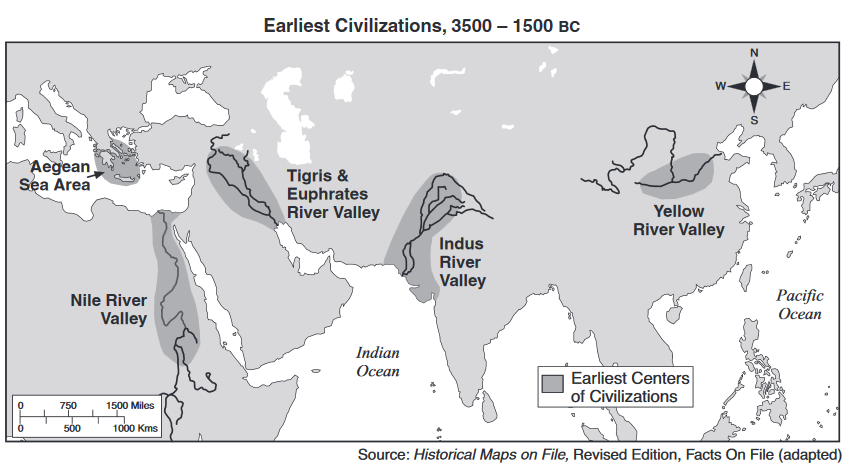 Earliest Civilizations, 3500 – 1500 BC
N
W
E
S
Aegean
Sea Area
Tigris &
Euphrates
River Valley
Yellow
River Valley
Indus
River
Valley
Nile River
Valley
Pacific
Ocean
Indian
Ocean
Earliest Centers
of Civilizations
0 750 1500 Miles
0 500 1000 Kms
Source: Historical Maps on File, Revised Edition, Facts On File (adapted)